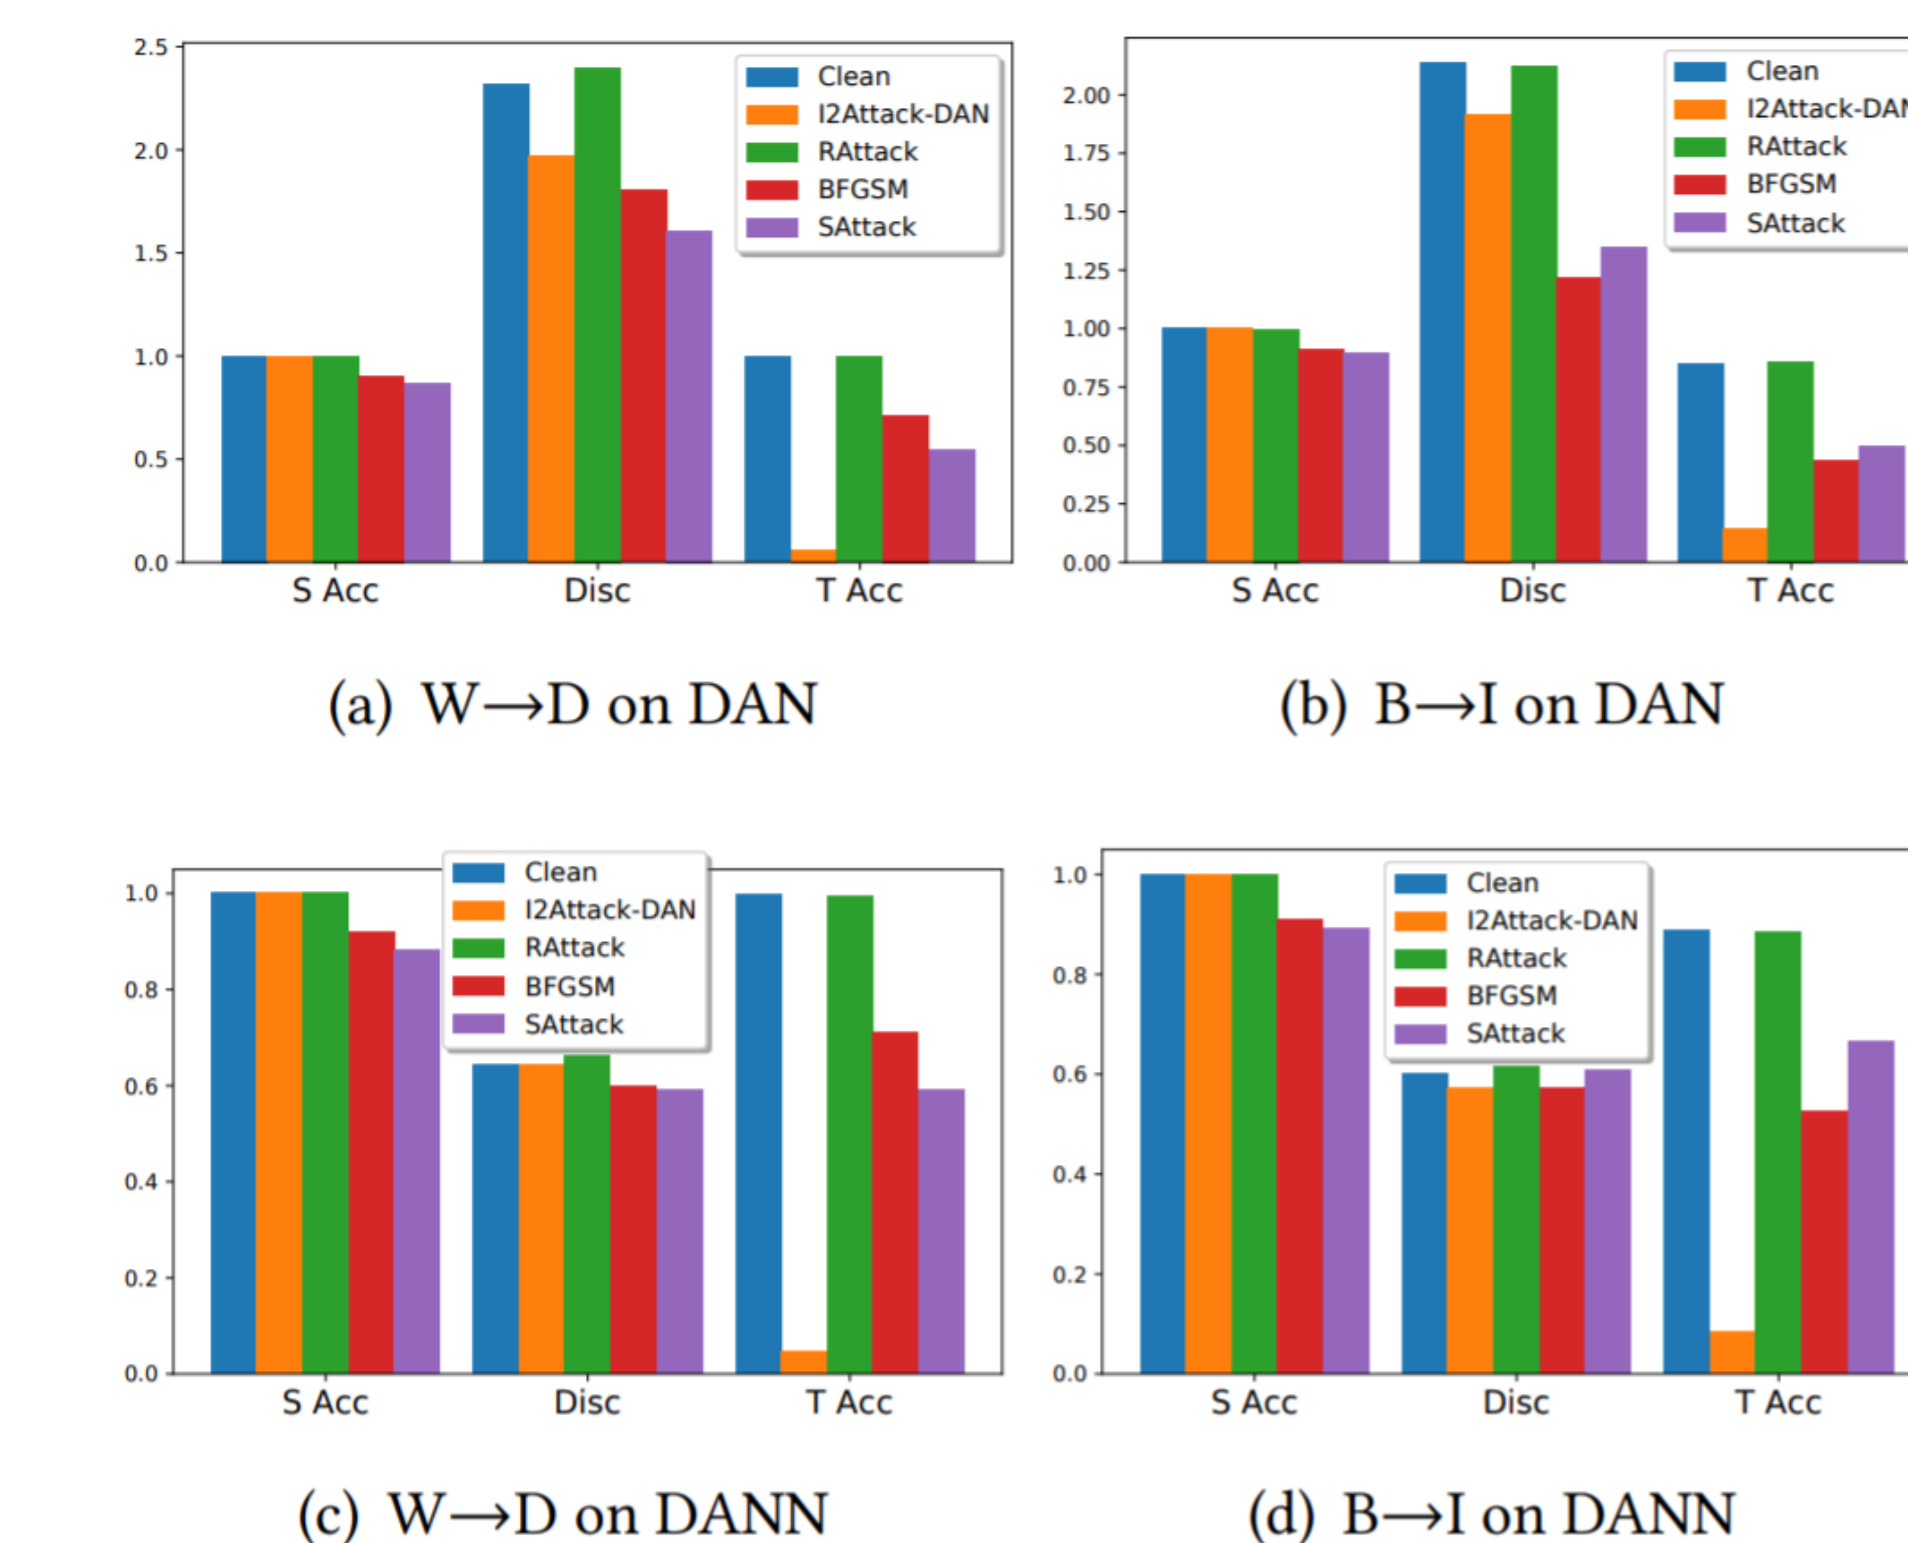 2.5
2.0
1.5
1.0
0.5
0.0
Clean
I2Attack-DAN
RAttack
BFGSM
SAttack
S Acc Disc T Acc
(a) W→D on DAN
2.00
1.75
1.50
1.25
1.00
0.75
0.50
0.25
0.00
Clean
I2Attack-DAN
RAttack
BFGSM
SAttack
S Acc Disc T Acc
(b) B→I on DAN
1.0
0.8
0.6
0.4
0.2
0.0
Clean
I2Attack-DAN
RAttack
BFGSM
SAttack
S Acc Disc T Acc
(c) W→D on DANN
1.0
0.8
0.6
0.4
0.2
0.0
Clean
I2Attack-DAN
RAttack
BFGSM
SAttack
S Acc Disc T Acc
(d) B→I on DANN